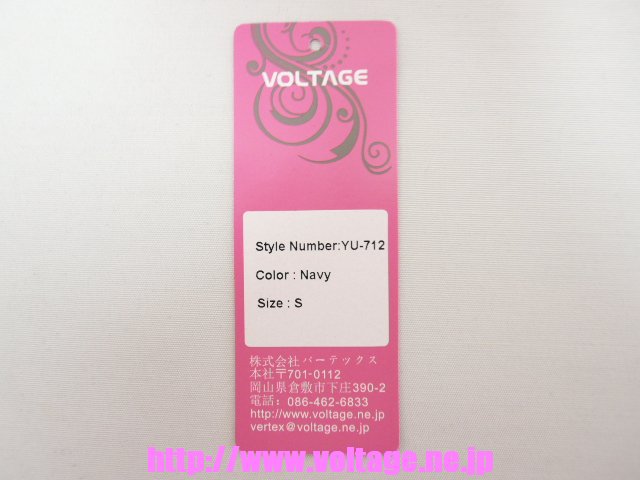 VOLTAGE
Style Number:YU-712
Color : Navy
Size : S
株式会社バーテックス
本社〒701-0112
岡山県倉敷市下庄390-2
電話：086-462-6833
http://www.voltage.ne.jp
vertex@voltage.ne.jp
http://www.voltage.ne.jp